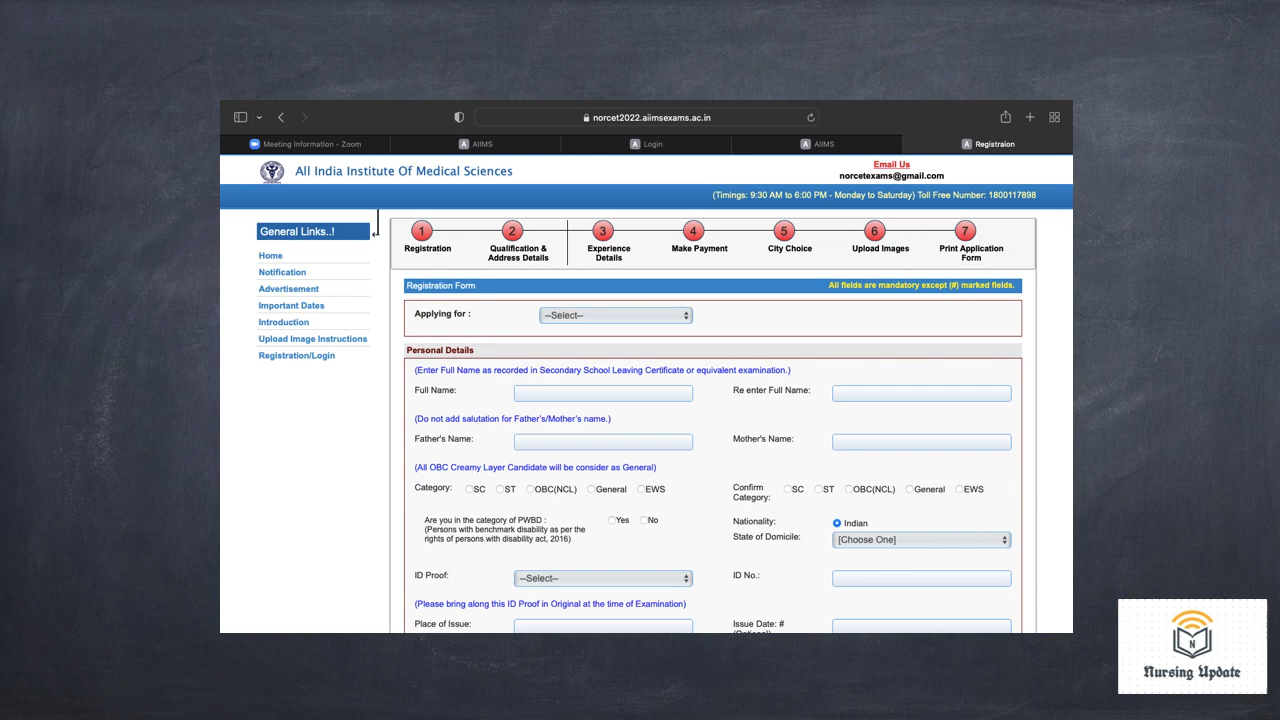 norcet2022.aiimsexams.ac.in
Meeting Information - Zoom
A AIIMS
A Login
A AIIMS
A Registraion
All India Institute Of Medical Sciences
Email Us
norcetexams@gmail.com
(Timings: 9:30 AM to 6:00 PM - Monday to Saturday) Toll Free Number: 1800117898
General Links..!
Home
Notification
Advertisement
Important Dates
Introduction
Upload Image Instructions
Registration/Login
1 2 3 4 5 6 7
Registration Qualification & Experience Make Payment City Choice Upload Images Print Application
Address Details Details Form
Registration Form All fields are mandatory except (#) marked fields.
Applying for : --Select--
Personal Details
(Enter Full Name as recorded in Secondary School Leaving Certificate or equivalent examination.)
Full Name: Re enter Full Name:
(Do not add salutation for Father's/Mother's name.)
Father's Name: Mother's Name:
(All OBC Creamy Layer Candidate will be consider as General)
Category: SC ST OBC(NCL) General EWS Confirm SC ST OBC(NCL) General EWS
Category:
Are you in the category of PWBD : Yes No Nationality: Indian
(Persons with benchmark disability as per the
rights of persons with disability act, 2016) State of Domicile: [Choose One]
ID Proof: --Select-- ID No.:
(Please bring along this ID Proof in Original at the time of Examination)
Place of Issue: Issue Date: #
(Optional)
N
Nursing Update